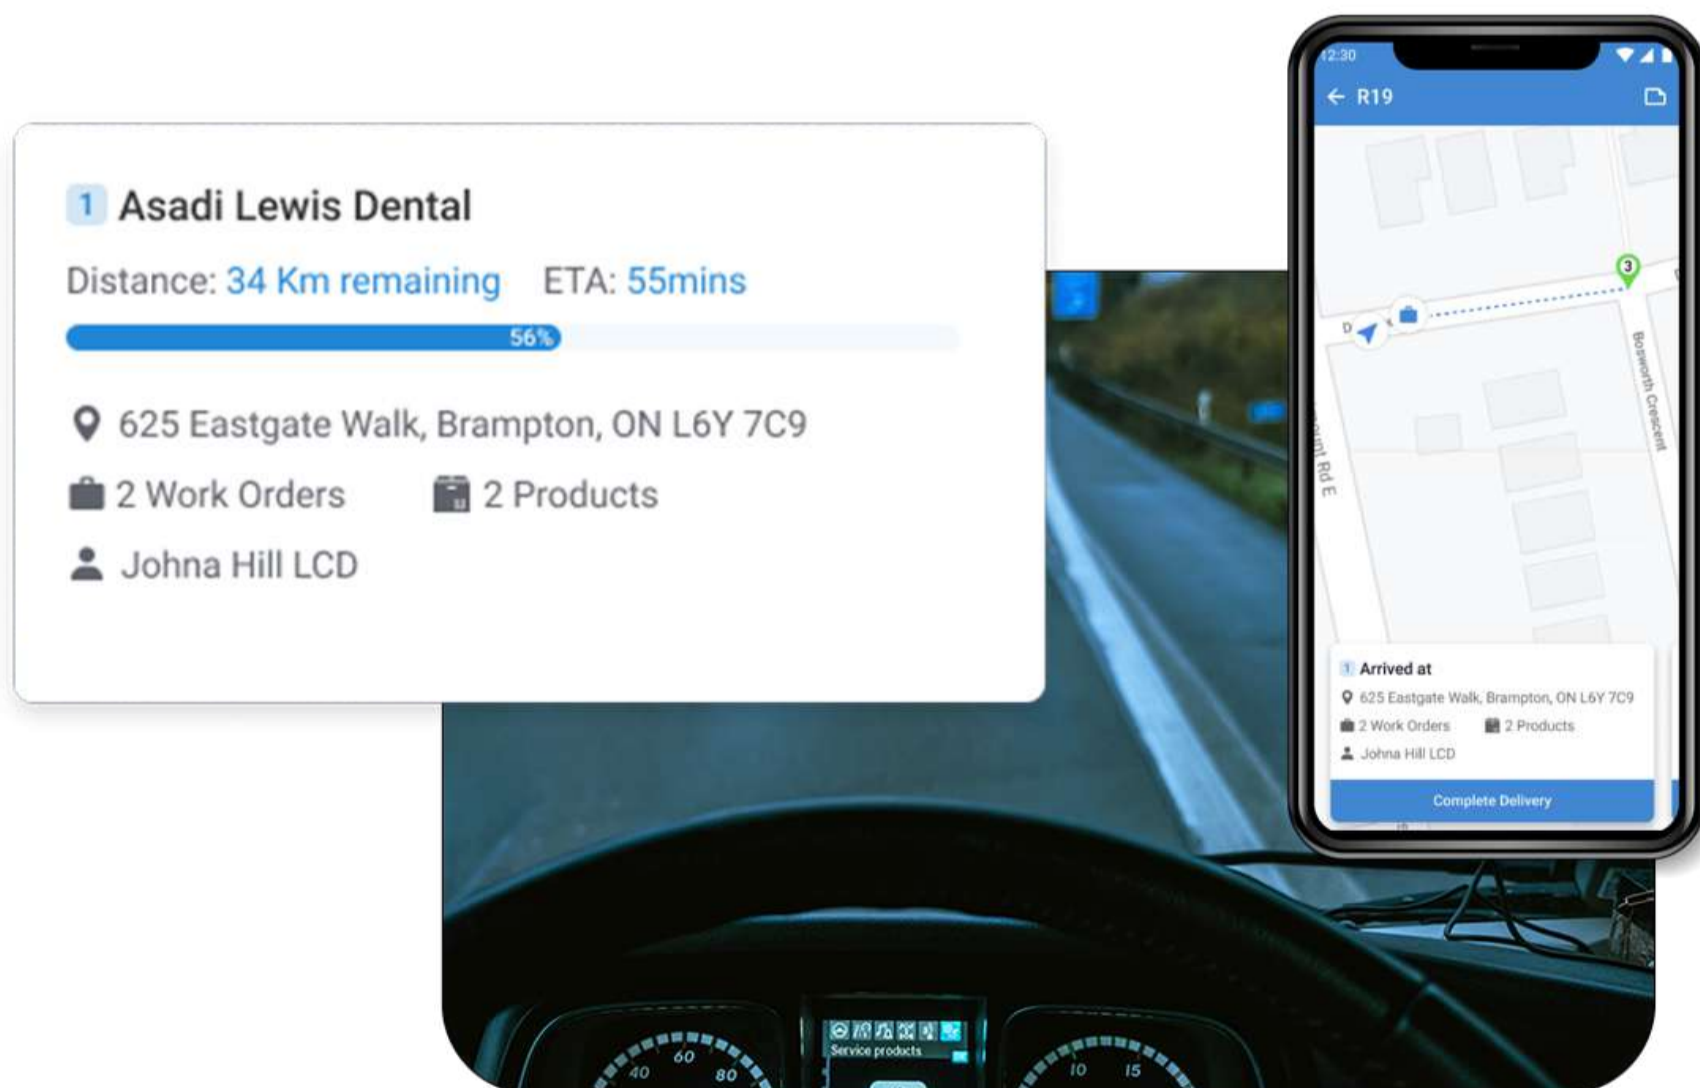 1 Asadi Lewis Dental
Distance: 34 Km remaining ETA: 55mins
56%
625 Eastgate Walk, Brampton, ON L6Y 7C9
2 Work Orders 2 Products
Johna Hill LCD
12:30
R19
3
Bosworth Crescent
Rd E
1 Arrived at
625 Eastgate Walk, Brampton, ON L6Y 7C9
2 Work Orders 2 Products
Johna Hill LCD
Complete Delivery
Service products
40 60 80
10 15